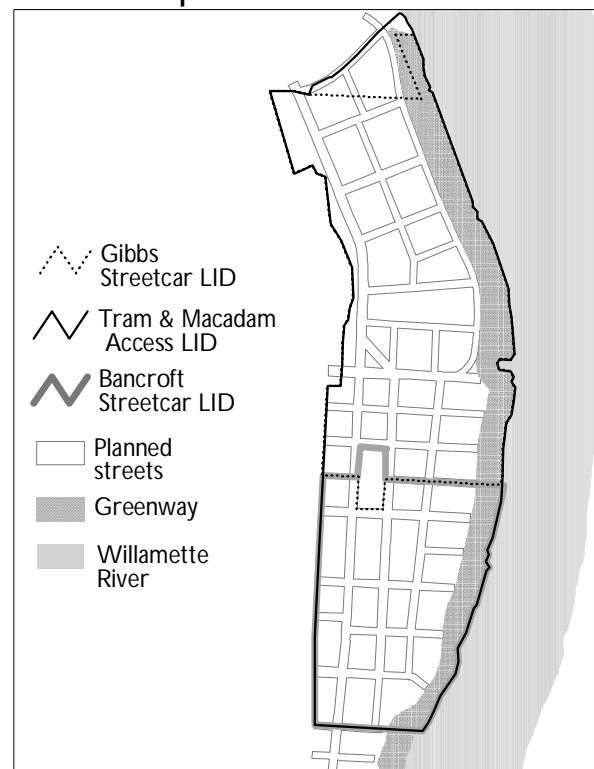 Gibbs
Streetcar LID
Tram & Macadam
Access LID
Bancroft
Streetcar LID
Planned
streets
Greenway
Willamette
River